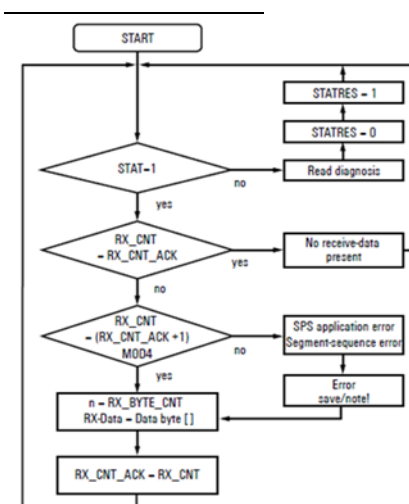 START
STATRES = 1
STATRES = 0
STAT=1
no
Read diagnosis
yes
RX_CNT
= RX_CNT_ACK
yes
No receive-data
present
no
RX_CNT
= (RX_CNT_ACK +1)
MOD4
no
SPS application error
Segment-sequence error
yes
Error
save/note!
n = RX_BYTE_CNT
RX-Data = Data byte [ ]
RX_CNT_ACK = RX_CNT